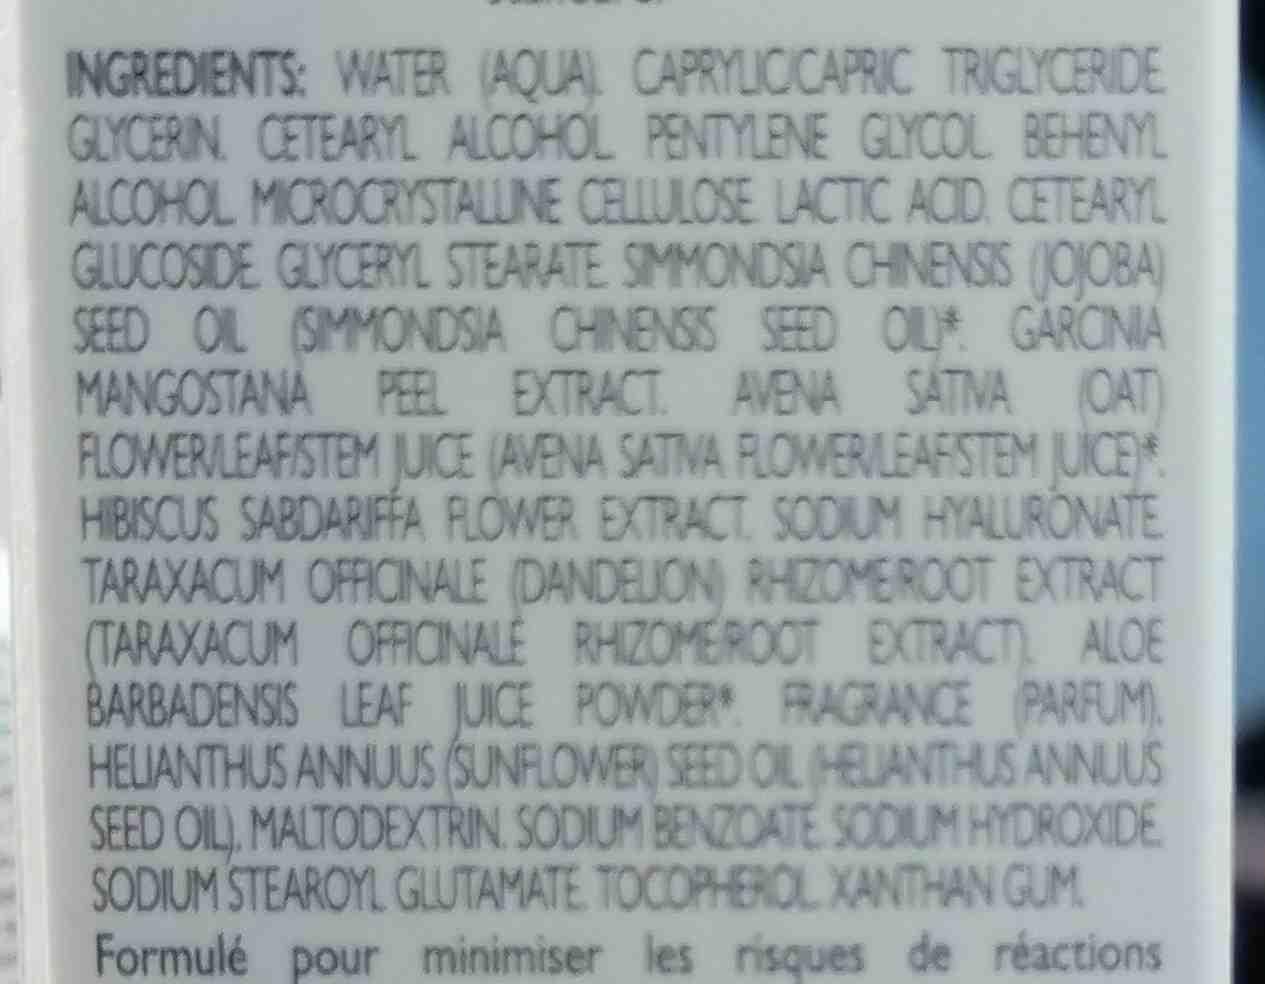 INGREDIENTS: WATER (AQUA). CAPRYLIC/CAPRIC TRIGLYCERIDE.
GLYCERIN. CETEARYL ALCOHOL. PENTYLENE GLYCOL. BEHENYL
ALCOHOL. MICROCRYSTALLINE CELLULOSE. LACTIC ACID. CETEARYL
GLUCOSIDE. GLYCERYL STEARATE. SIMMONDSIA CHINENSIS (JOJOBA)
SEED OIL (SIMMONDSIA CHINENSIS SEED OIL)*. GARCINIA
MANGOSTANA PEEL EXTRACT. AVENA SATIVA (OAT)
FLOWER/LEAF/STEM JUICE (AVENA SATIVA FLOWER/LEAF/STEM JUICE)*.
HIBISCUS SABDARIFFA FLOWER EXTRACT. SODIUM HYALURONATE.
TARAXACUM OFFICINALE (DANDELION) RHIZOME/ROOT EXTRACT
(TARAXACUM OFFICINALE RHIZOME/ROOT EXTRACT). ALOE
BARBADENSIS LEAF JUICE POWDER*. FRAGRANCE (PARFUM).
HELIANTHUS ANNUUS (SUNFLOWER) SEED OIL (HELIANTHUS ANNUUS
SEED OIL). MALTODEXTRIN. SODIUM BENZOATE. SODIUM HYDROXIDE.
SODIUM STEAROYL GLUTAMATE. TOCOPHEROL. XANTHAN GUM.
Formulé pour minimiser les risques de réactions